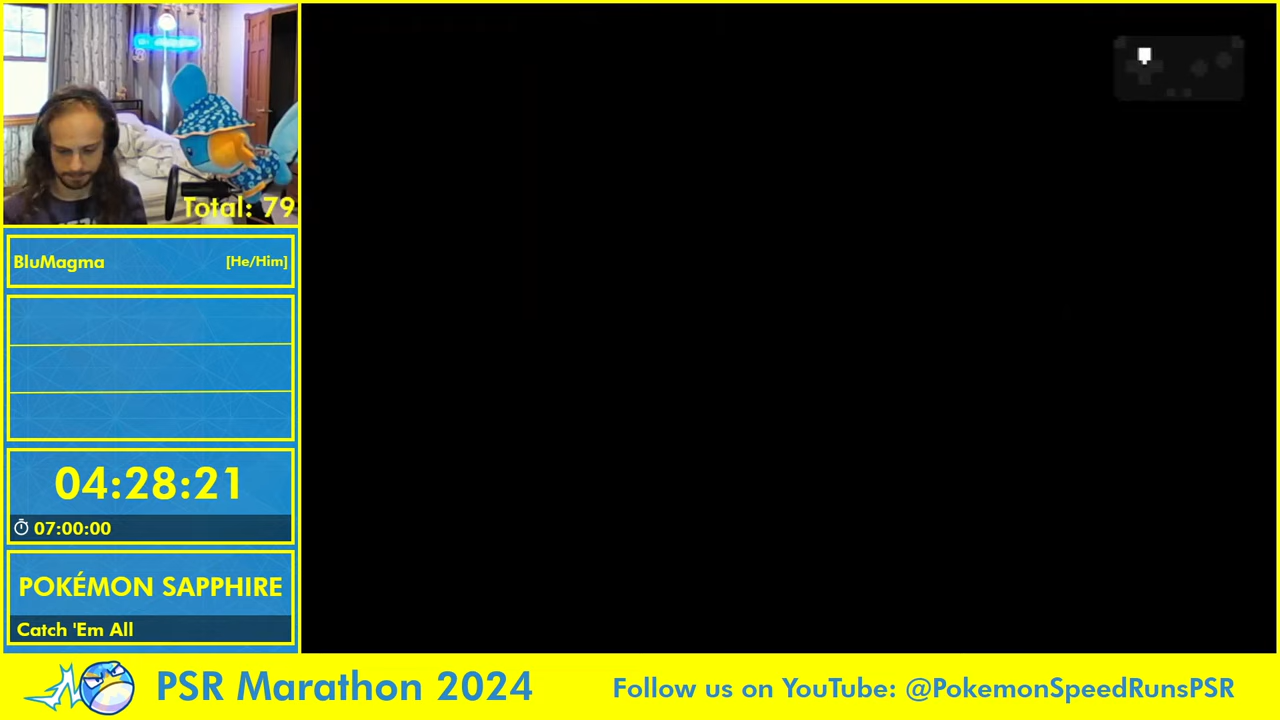 Total: 79
BluMagma [He/Him]
04:28:21
07:00:00
POKÉMON SAPPHIRE
Catch 'Em All
PSR Marathon 2024
Follow us on YouTube: @PokemonSpeedRunsPSR